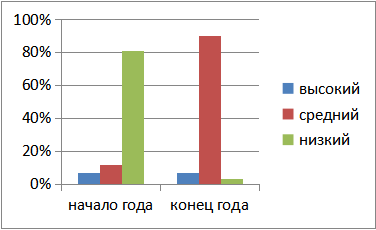 100%
80%
60%
40%
20%
0%
начало года
конец года
высокий
средний
низкий